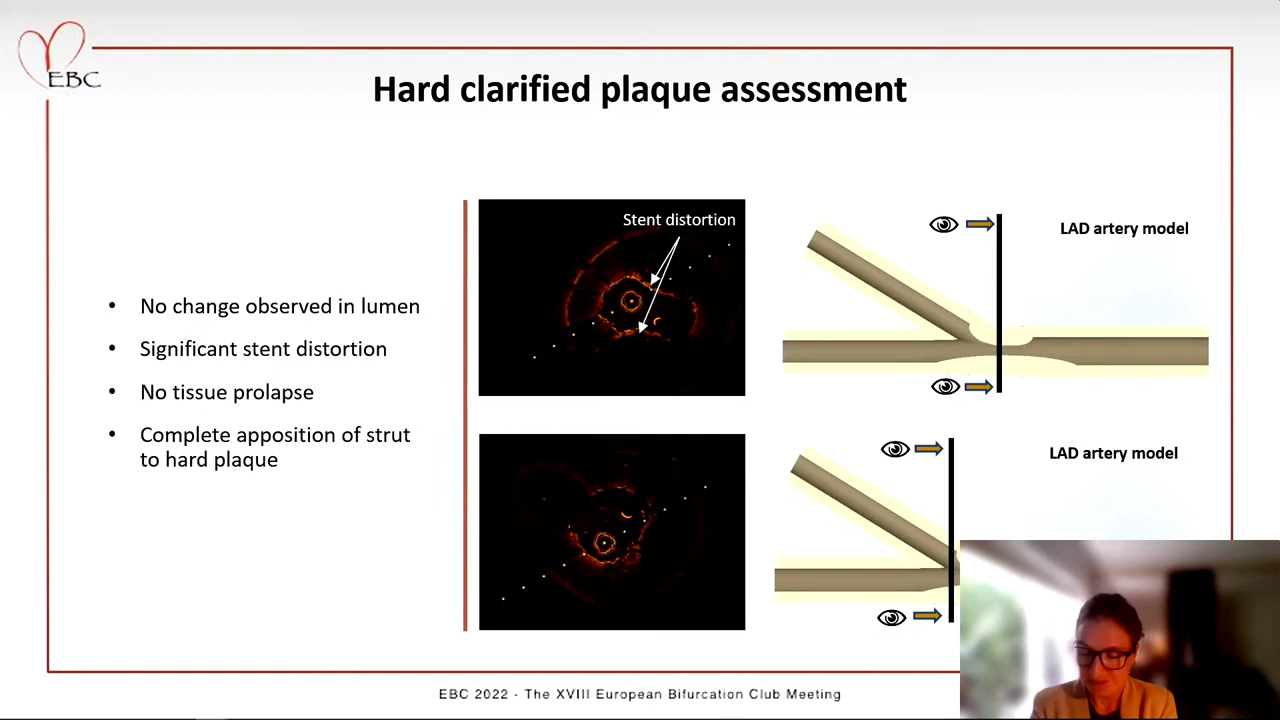 EBC
Hard clarified plaque assessment
• No change observed in lumen
• Significant stent distortion
• No tissue prolapse
• Complete apposition of strut
to hard plaque
Stent distortion
LAD artery model
LAD artery model
EBC 2022 - The XVIII European Bifurcation Club Meeting